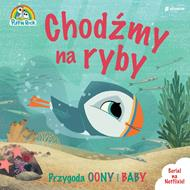 Puffin Rock
Chodźmy
na ryby
Przygoda OONY i BABY
Serial
na
Netflixie!